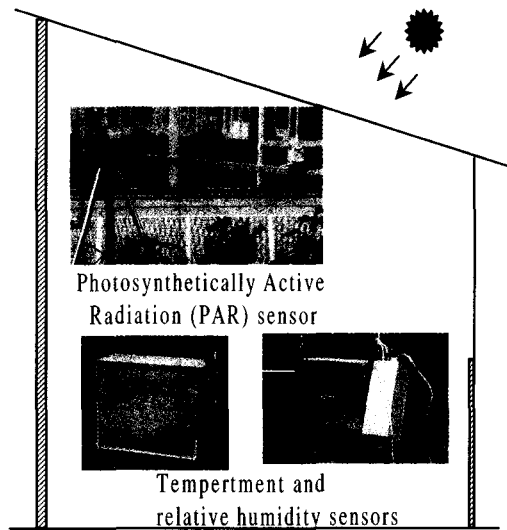 Photosynthetically Active
Radiation (PAR) sensor
Tempertment and
relative humidity sensors